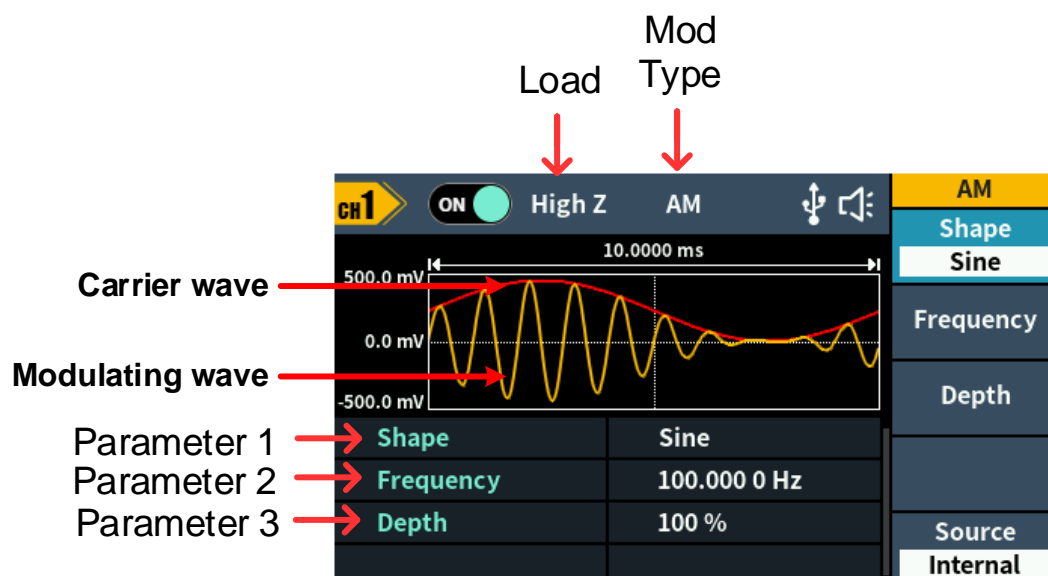 Mod
Type
Load
CH1 ON High Z AM
AM
Shape
Sine
10.0000 ms
500.0 mV
Carrier wave
Frequency
0.0 mV
Modulating wave
Depth
-500.0 mV
Parameter 1
Shape Sine
Parameter 2
Frequency 100.000 0 Hz
Parameter 3
Depth 100 %
Source
Internal